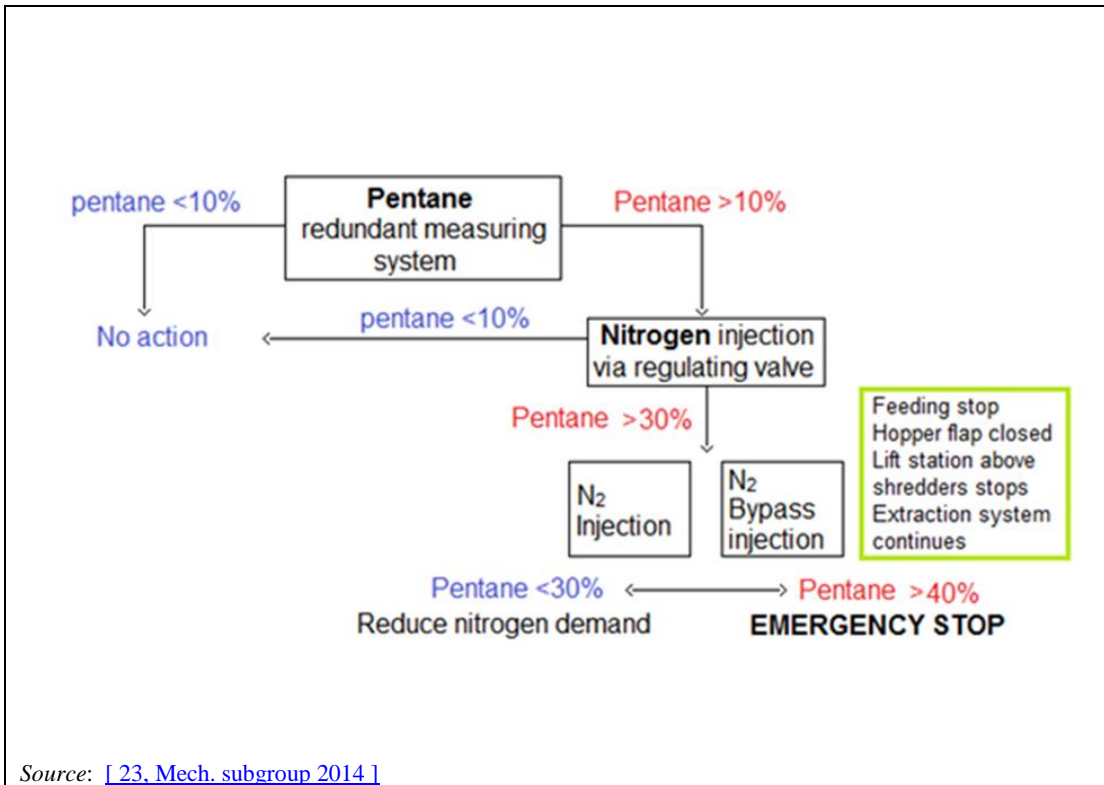 pentane <10%
Pentane
redundant measuring
system
Pentane >10%
No action
pentane <10%
Nitrogen injection
via regulating valve
Pentane >30%
N2
Injection
N2
Bypass
injection
Feeding stop
Hopper flap closed
Lift station above
shredders stops
Extraction system
continues
Pentane <30%
Pentane >40%
Reduce nitrogen demand
EMERGENCY STOP
Source: [ 23, Mech. subgroup 2014 ]